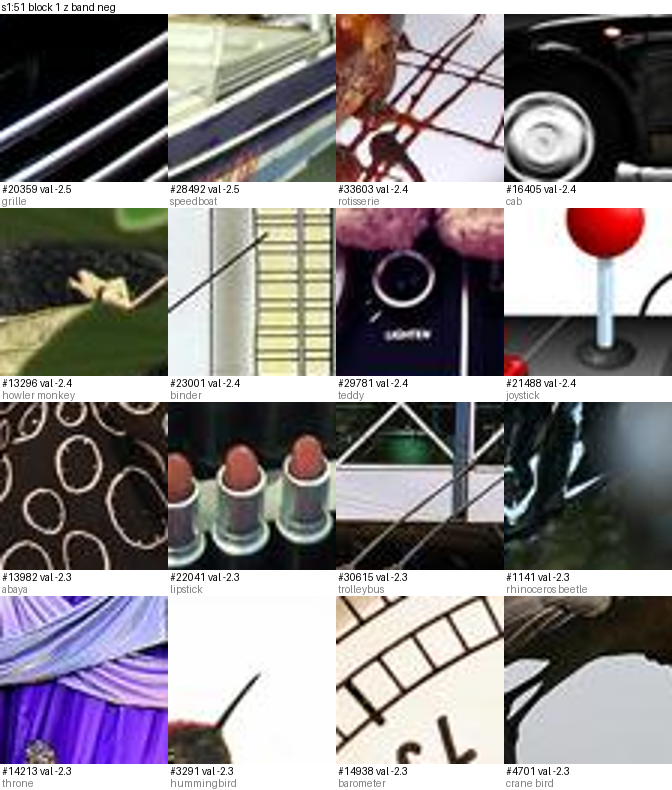 s1:51 block 1 z band neg
#20359 val -2.5
grille
#28492 val -2.5
speedboat
#33603 val -2.4
rotisserie
#16405 val -2.4
cab
#13296 val -2.4
howler monkey
#23001 val -2.4
binder
LIGHTEN
#29781 val -2.4
teddy
#21488 val -2.4
joystick
#13982 val -2.3
abaya
#22041 val -2.3
lipstick
#30615 val -2.3
trolleybus
#1141 val -2.3
rhinoceros beetle
#14213 val -2.3
throne
#3291 val -2.3
hummingbird
#14938 val -2.3
barometer
#4701 val -2.3
crane bird